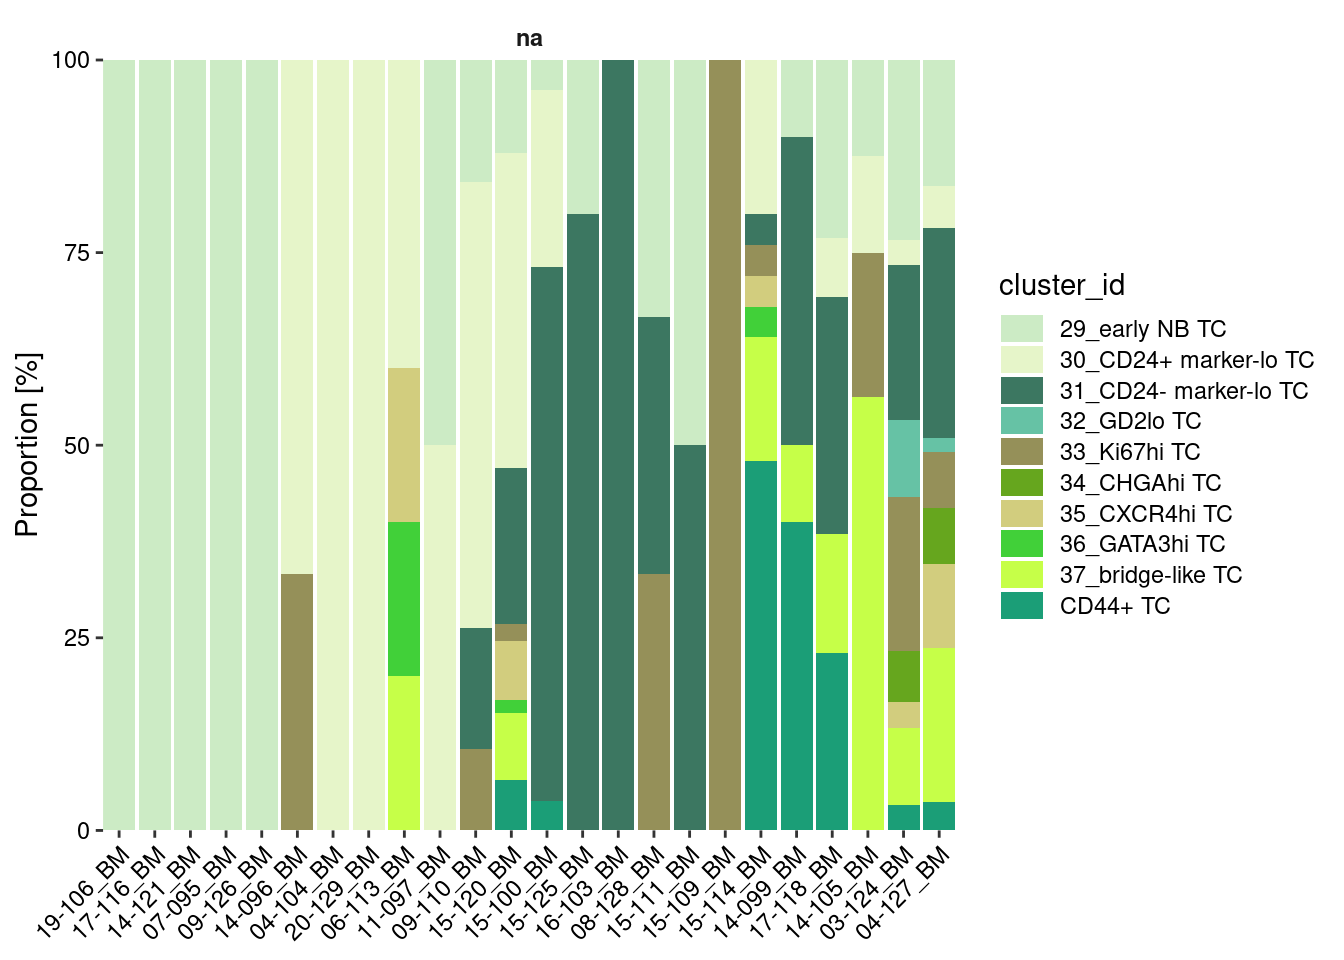 na
100
75
50
25
0
Proportion [%]
19-106_BM
17-116_BM
14-121_BM
07-095_BM
09-126_BM
14-096_BM
04-104_BM
20-129_BM
06-113_BM
11-097_BM
09-110_BM
15-120_BM
15-100_BM
15-125_BM
16-103_BM
08-128_BM
15-111_BM
15-109_BM
15-114_BM
14-099_BM
17-118_BM
14-105_BM
03-124_BM
04-127_BM
cluster_id
29_early NB TC
30_CD24+ marker-lo TC
31_CD24- marker-lo TC
32_GD2lo TC
33_Ki67hi TC
34_CHGAhi TC
35_CXCR4hi TC
36_GATA3hi TC
37_bridge-like TC
CD44+ TC